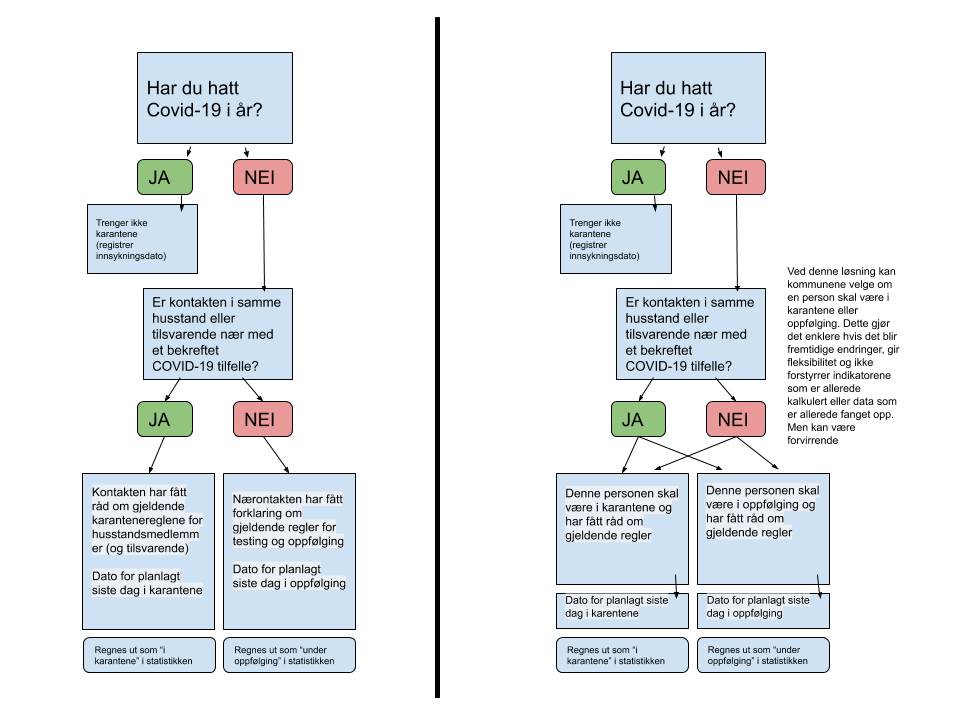 Har du hatt
Covid-19 i år?
JA
NEI
Trenger ikke
karantene
(registrer
innsykningsdato)
Er kontakten i samme
husstand eller
tilsvarende nær med
et bekreftet
COVID-19 tilfelle?
JA
NEI
Kontakten har fått
råd om gjeldende
karantenereglene for
husstandsmedlemm
er (og tilsvarende)
Dato for planlagt
siste dag i karantene
Nærontakten har fått
forklaring om
gjeldende regler for
testing og oppfølging
Dato for planlagt
siste dag i oppfølging
Regnes ut som “i
karantene” i statistikken
Regnes ut som “under
oppfølging” i statistikken
Har du hatt
Covid-19 i år?
JA
NEI
Trenger ikke
karantene
(registrer
innsykningsdato)
Er kontakten i samme
husstand eller
tilsvarende nær med
et bekreftet
COVID-19 tilfelle?
Ved denne løsning kan
kommunene velge om
en person skal være i
karantene eller
oppfølging. Dette gjør
det enklere hvis det blir
fremtidige endringer, gir
fleksibilitet og ikke
forstyrrer indikatorene
som er allerede
kalkulert eller data som
er allerede fanget opp.
Men kan være
forvirrende
JA
NEI
Denne personen skal
være i karantene og
har fått råd om
gjeldende regler
Denne personen skal
være i oppfølging og
har fått råd om
gjeldende regler
Dato for planlagt siste
dag i karentene
Dato for planlagt siste
dag i oppfølging
Regnes ut som “i
karantene” i statistikken
Regnes ut som “under
oppfølging” i statistikken